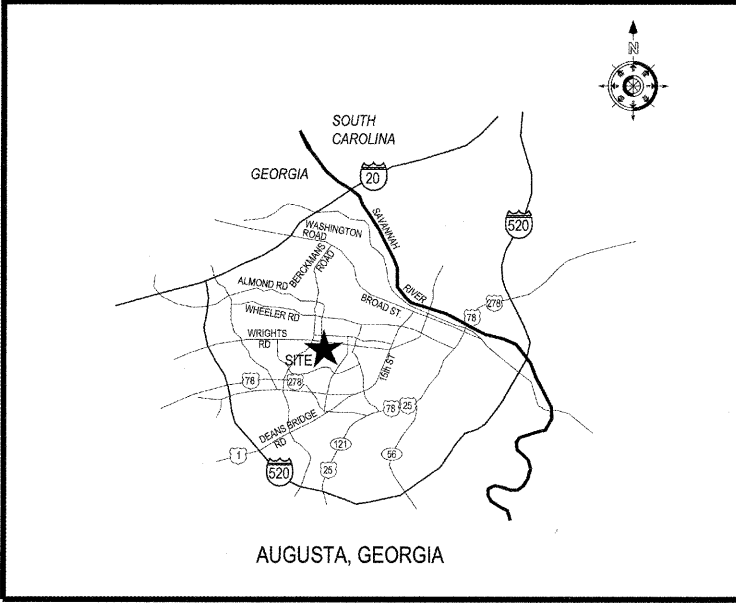 N
SOUTH
CAROLINA
GEORGIA
20
SAVANNAH
RIVER
520
WASHINGTON
ROAD
BERCKMANS
ROAD
ALMOND RD
BROAD ST
278
78
WHEELER RD
WRIGHTS
RD
SITE
15th ST
78
278
78
25
DEANS BRIDGE
RD
121
1
56
25
520
AUGUSTA, GEORGIA